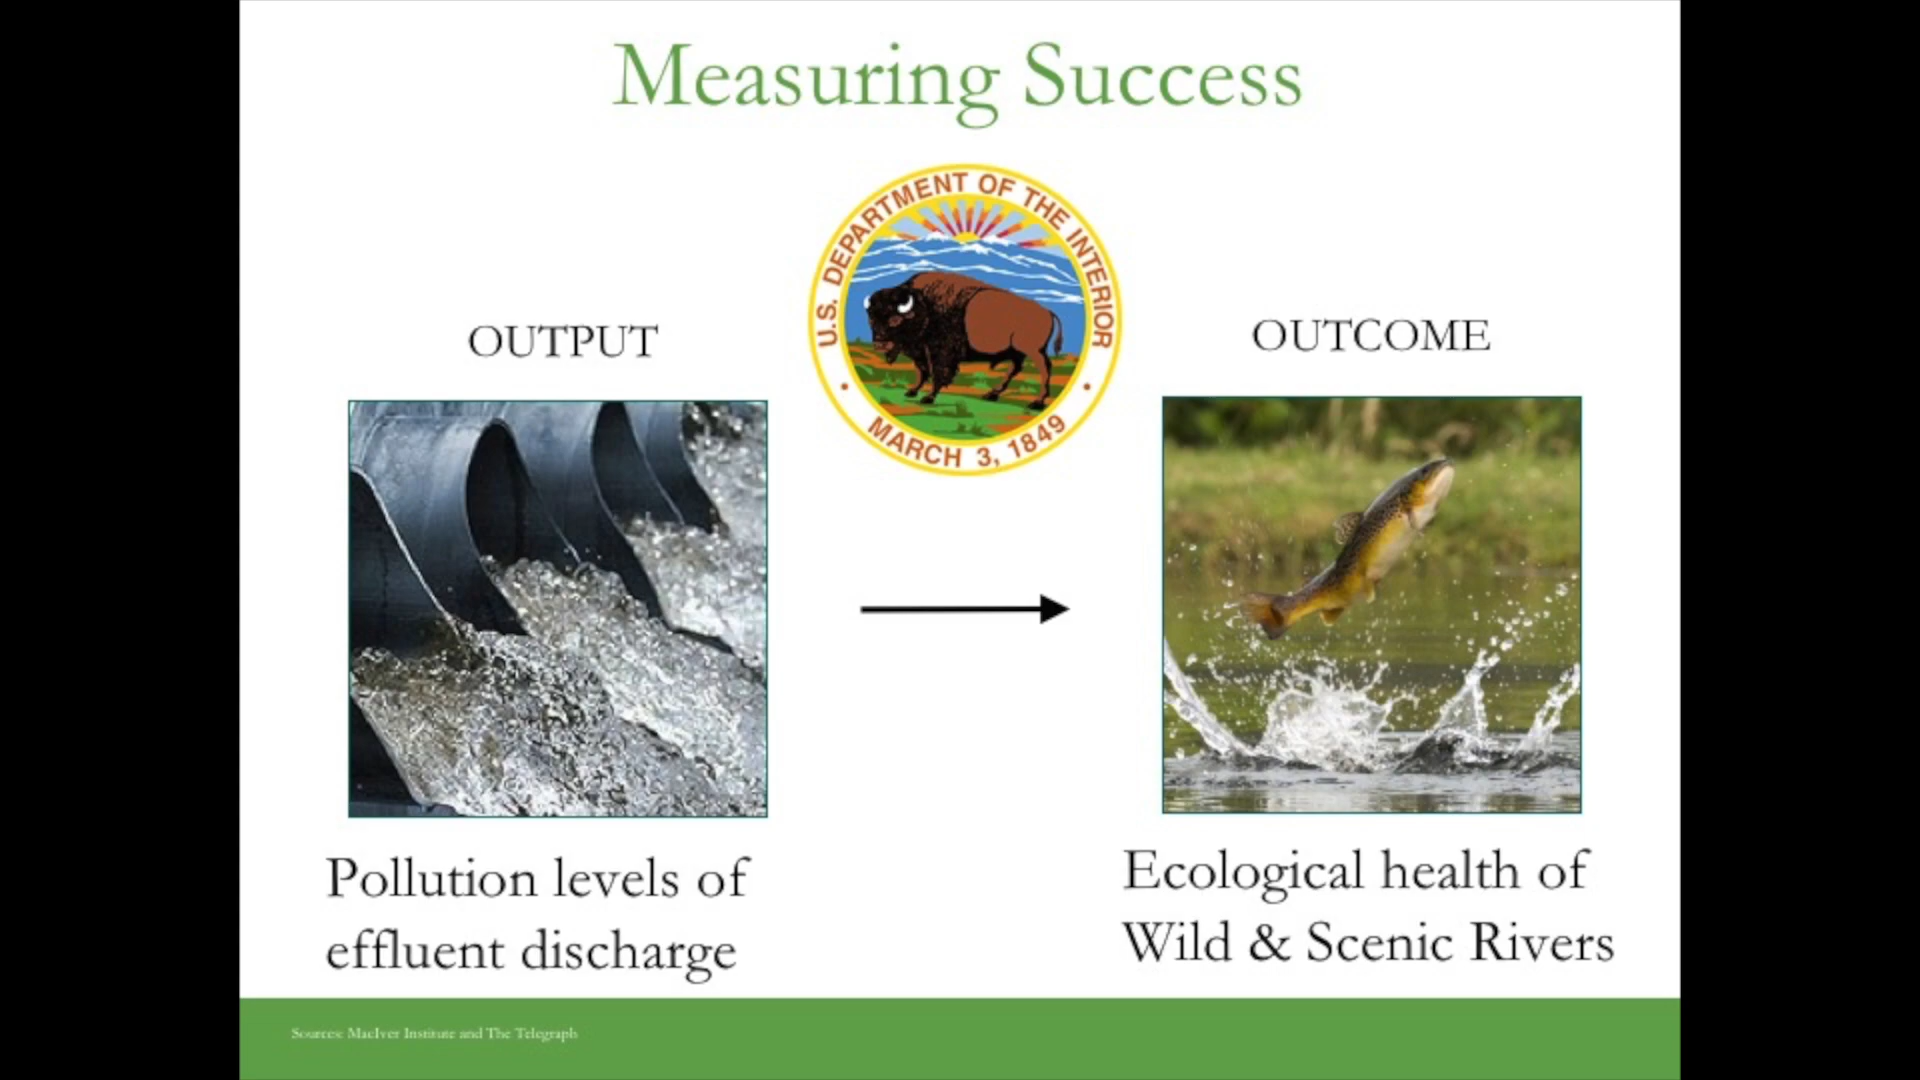 Measuring Success
U.S. DEPARTMENT OF THE INTERIOR
MARCH 3, 1849
OUTPUT
OUTCOME
Pollution levels of
effluent discharge
Ecological health of
Wild & Scenic Rivers
Sources: MacIver Institute and The Telegraph